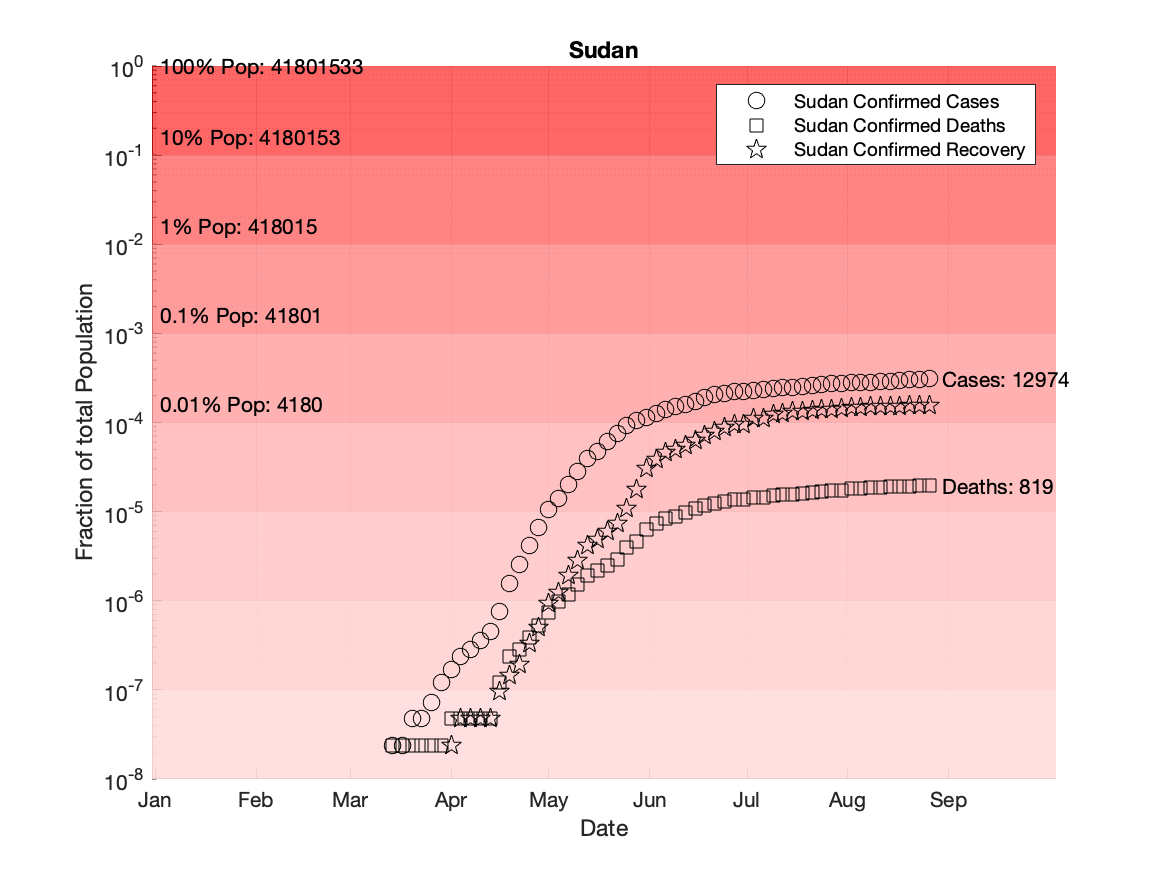 Sudan
10^0
10^-1
10^-2
10^-3
10^-4
10^-5
10^-6
10^-7
10^-8
Fraction of total Population
100% Pop: 41801533
10% Pop: 4180153
1% Pop: 418015
0.1% Pop: 41801
0.01% Pop: 4180
Sudan Confirmed Cases
Sudan Confirmed Deaths
Sudan Confirmed Recovery
Cases: 12974
Deaths: 819
Jan Feb Mar Apr May Jun Jul Aug Sep
Date